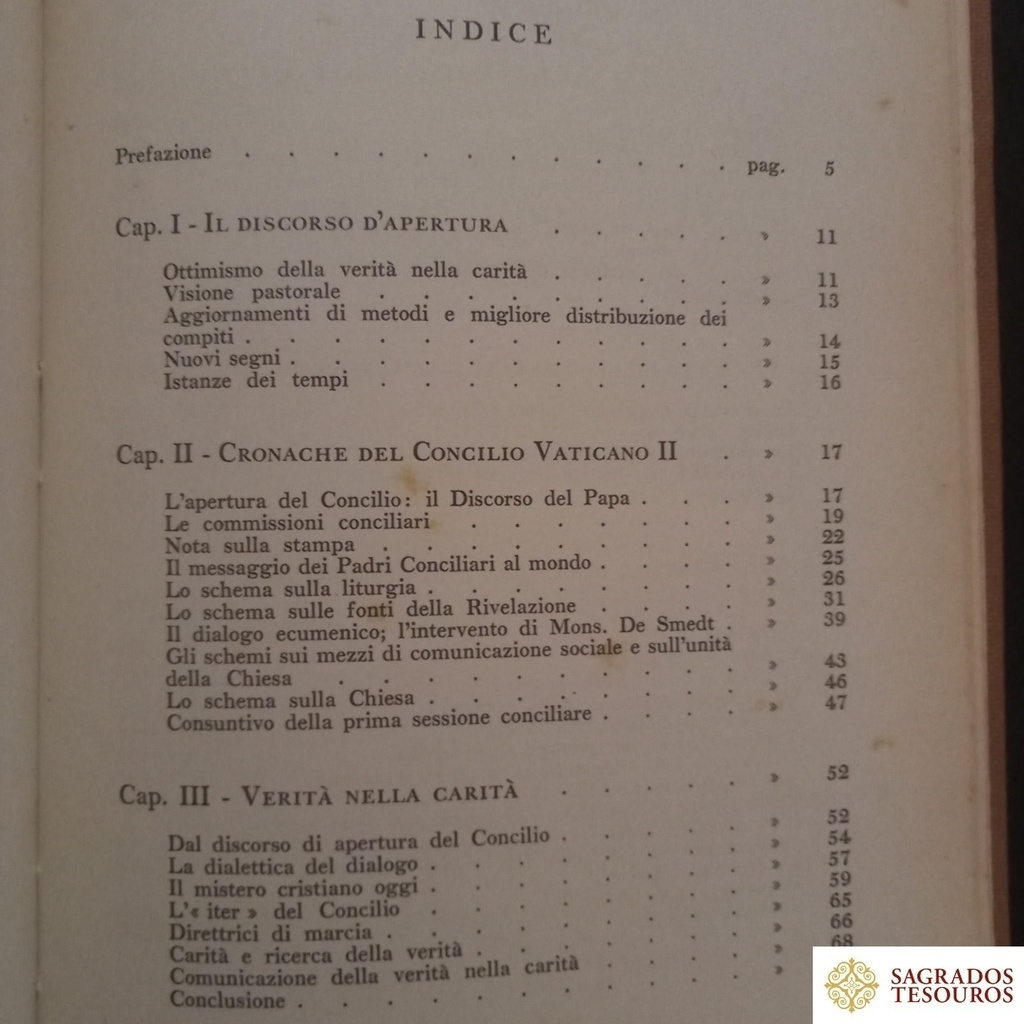 INDICE
Prefazione . . . . . . . . . . . pag. 5
Cap. I - Il discorso d'apertura . . . . . » 11
Ottimismo della verità nella carità . . . . . » 11
Visione pastorale . . . . . . . . . » 13
Aggiornamenti di metodi e migliore distribuzione dei
compiti . . . . . . . . . . . . » 14
Nuovi segni . . . . . . . . . . . » 15
Istanze dei tempi . . . . . . . . . » 16
Cap. II - Cronache del Concilio Vaticano II . » 17
L'apertura del Concilio: il Discorso del Papa . . . » 17
Le commissioni conciliari . . . . . . . » 19
Nota sulla stampa . . . . . . . . . » 22
Il messaggio dei Padri Conciliari al mondo . . . . » 25
Lo schema sulla liturgia . . . . . . . . » 26
Lo schema sulle fonti della Rivelazione . . . . » 31
Il dialogo ecumenico; l'intervento di Mons. De Smedt . » 39
Gli schemi sui mezzi di comunicazione sociale e sull'unità
della Chiesa . . . . . . . . . . » 43
Lo schema sulla Chiesa . . . . . . . . » 46
Consuntivo della prima sessione conciliare . . . . » 47
Cap. III - Verità nella carità . . . . . » 52
Dal discorso di apertura del Concilio . . . . . » 52
La dialettica del dialogo . . . . . . . . » 54
Il mistero cristiano oggi . . . . . . . . » 57
L'« iter » del Concilio . . . . . . . . » 59
Direttrici di marcia . . . . . . . . . » 65
Carità e ricerca della verità . . . . . . . » 66
Comunicazione della verità nella carità . . . . » 68
Conclusione . . . . . . . . . . .
SAGRADOS
TESOUROS